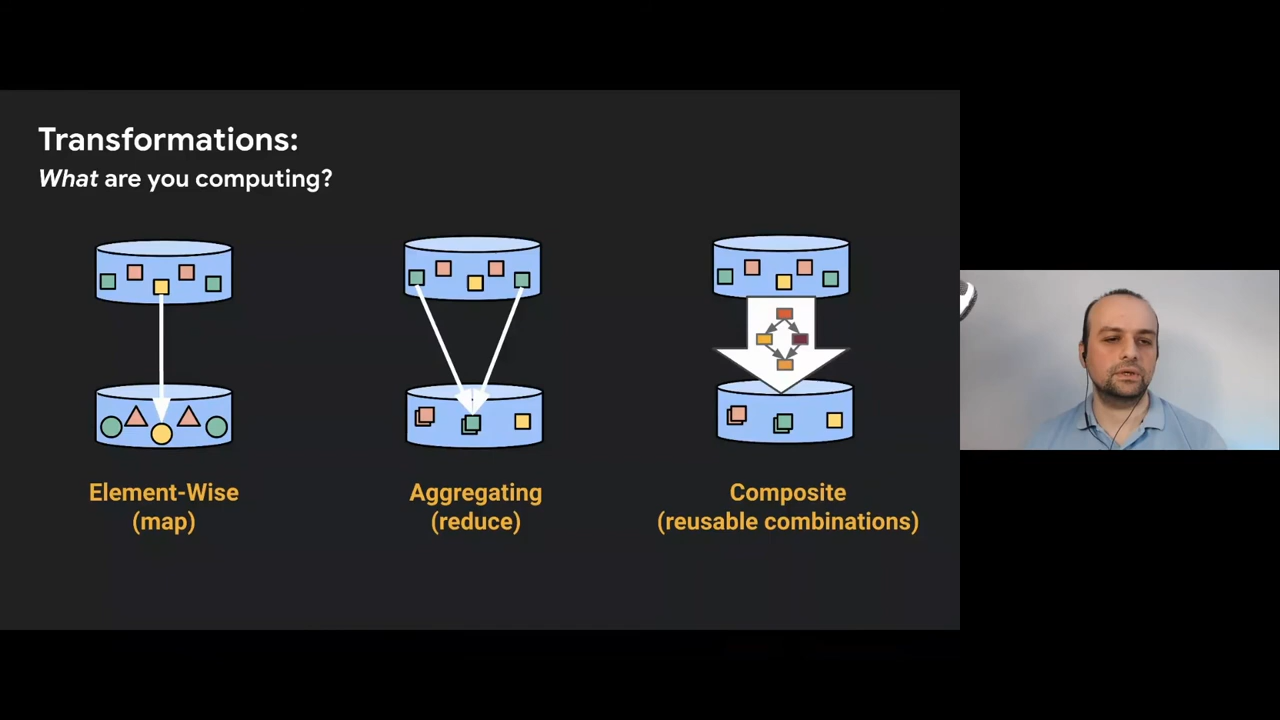 Transformations:
What are you computing?
Element-Wise
(map)
Aggregating
(reduce)
Composite
(reusable combinations)